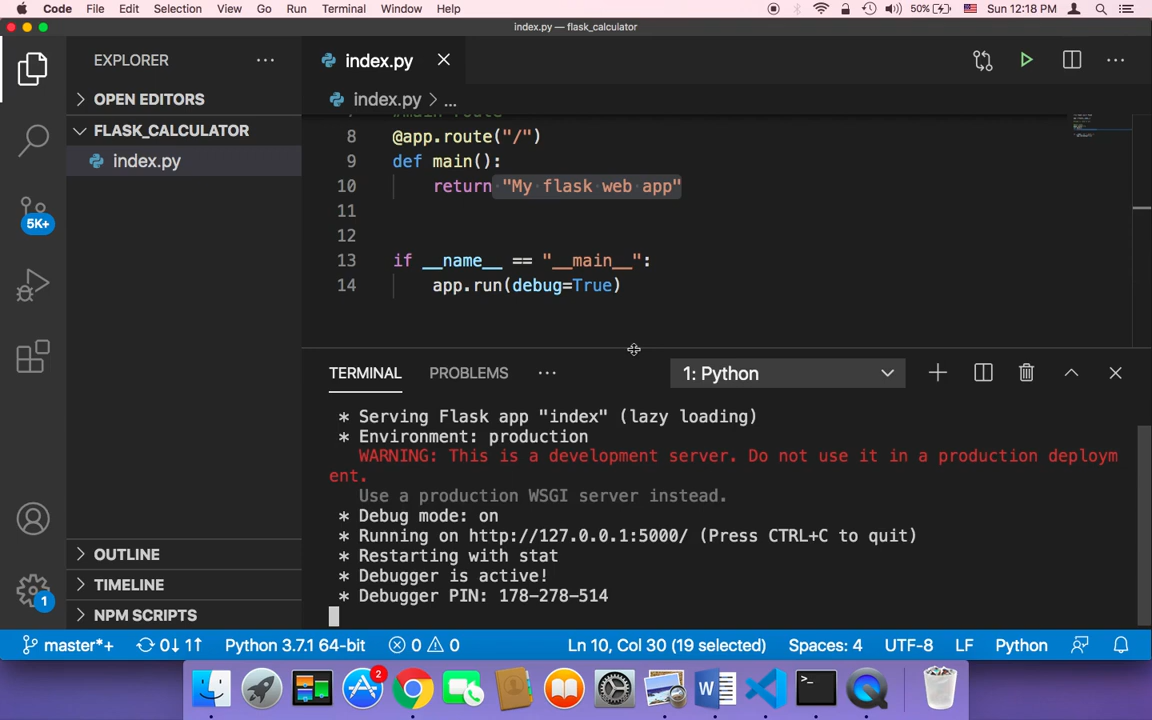 Code File Edit Selection View Go Run Terminal Window Help 50% Sun 12:18 PM
index.py — flask_calculator
EXPLORER
index.py
OPEN EDITORS
index.py > ...
FLASK_CALCULATOR
index.py
5K+
#main route
8 @app.route("/")
9 def main():
10 return "My flask web app"
11
12
13 if __name__ == "__main__":
14 app.run(debug=True)
TERMINAL PROBLEMS ... 1: Python
* Serving Flask app "index" (lazy loading)
* Environment: production
WARNING: This is a development server. Do not use it in a production deploym
ent.
Use a production WSGI server instead.
* Debug mode: on
* Running on http://127.0.0.1:5000/ (Press CTRL+C to quit)
* Restarting with stat
* Debugger is active!
* Debugger PIN: 178-278-514
OUTLINE
TIMELINE
NPM SCRIPTS
1
master*+ 0↓ 1↑ Python 3.7.1 64-bit 0 0 Ln 10, Col 30 (19 selected) Spaces: 4 UTF-8 LF Python
2
W
>_